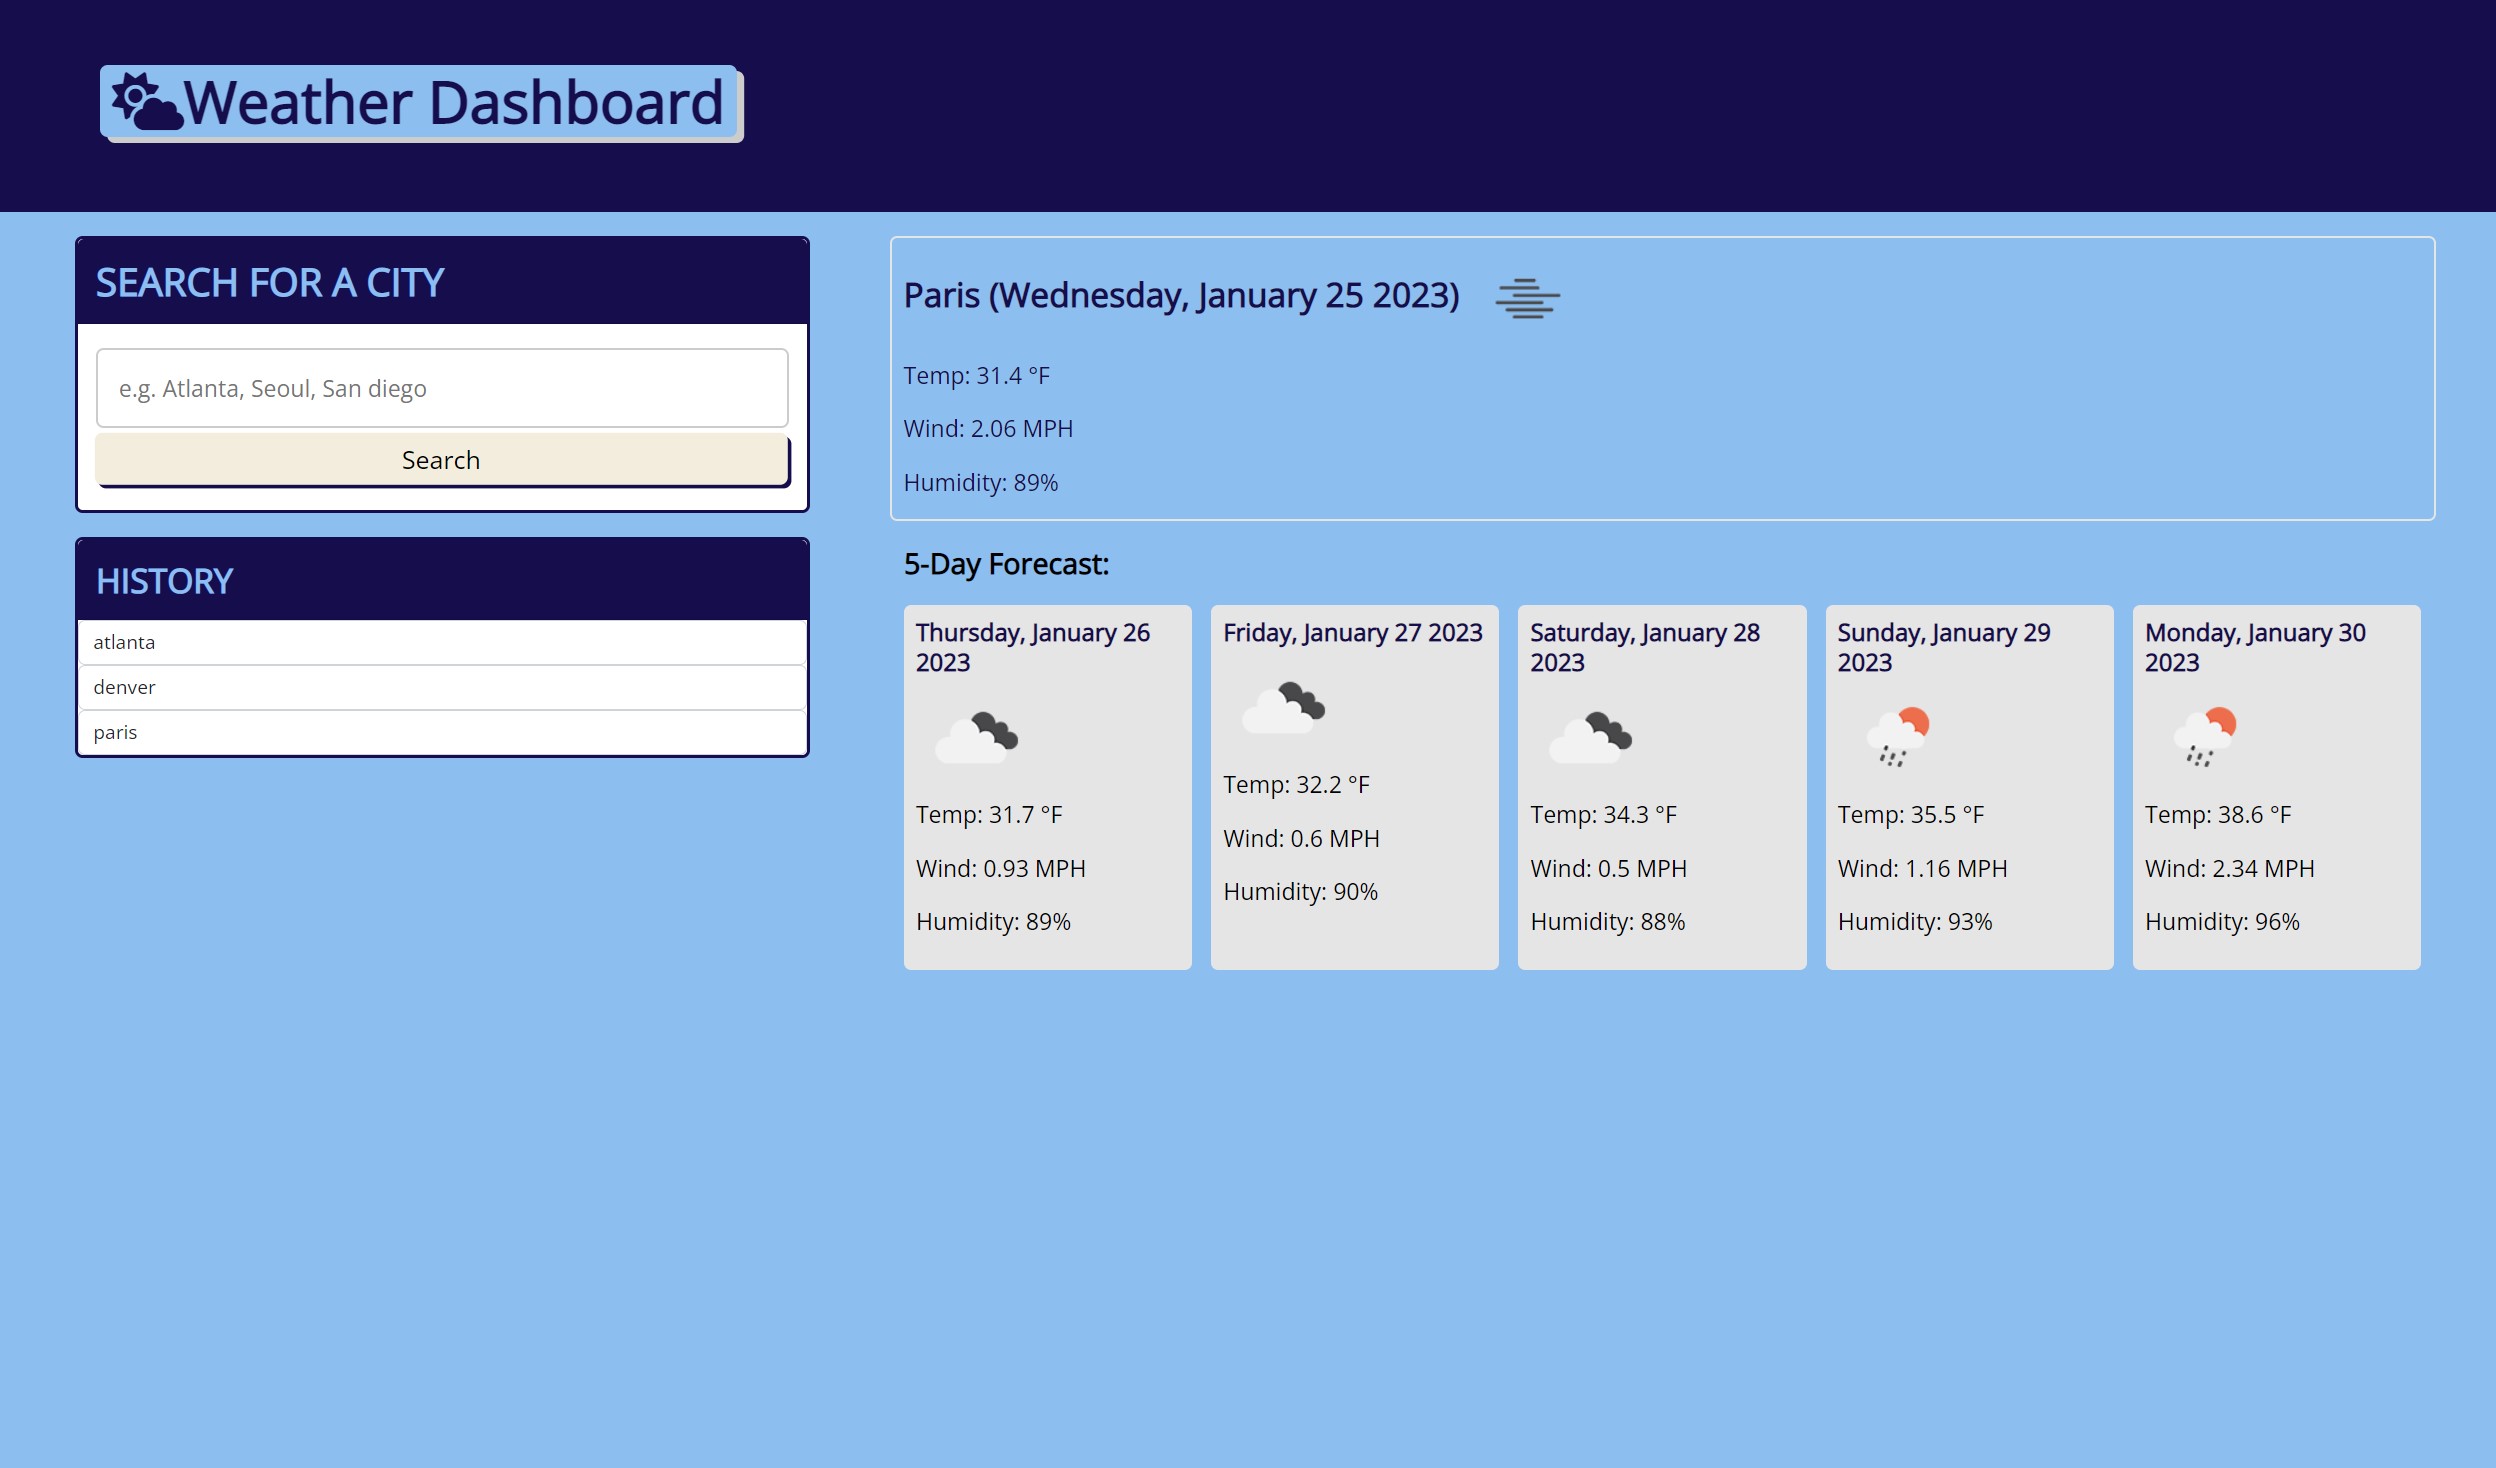 Weather Dashboard
SEARCH FOR A CITY
e.g. Atlanta, Seoul, San diego
Search
HISTORY
atlanta
denver
paris
Paris (Wednesday, January 25 2023)
Temp: 31.4 °F
Wind: 2.06 MPH
Humidity: 89%
5-Day Forecast:
Thursday, January 26
2023
Temp: 31.7 °F
Wind: 0.93 MPH
Humidity: 89%
Friday, January 27 2023
Temp: 32.2 °F
Wind: 0.6 MPH
Humidity: 90%
Saturday, January 28
2023
Temp: 34.3 °F
Wind: 0.5 MPH
Humidity: 88%
Sunday, January 29
2023
Temp: 35.5 °F
Wind: 1.16 MPH
Humidity: 93%
Monday, January 30
2023
Temp: 38.6 °F
Wind: 2.34 MPH
Humidity: 96%